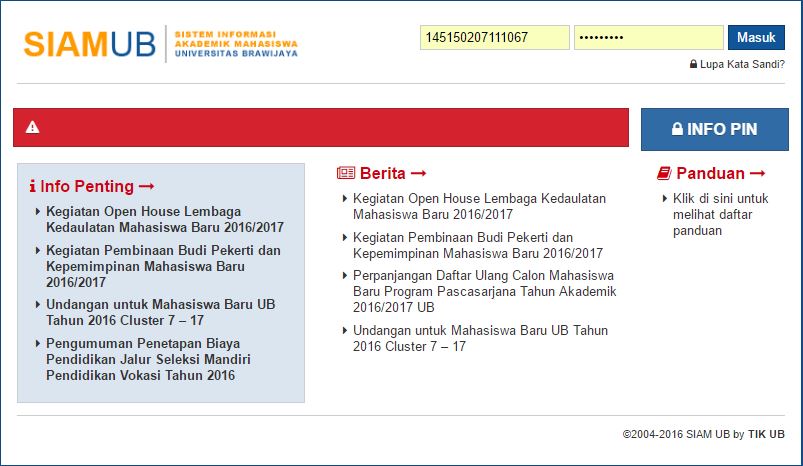 SIAMUB
SISTEM INFORMASI
AKADEMIK MAHASISWA
UNIVERSITAS BRAWIJAYA
145150207111067
•••••••••
Masuk
Lupa Kata Sandi?
INFO PIN
Info Penting
Kegiatan Open House Lembaga
Kedaulatan Mahasiswa Baru 2016/2017
Kegiatan Pembinaan Budi Pekerti dan
Kepemimpinan Mahasiswa Baru
2016/2017
Undangan untuk Mahasiswa Baru UB
Tahun 2016 Cluster 7 – 17
Pengumuman Penetapan Biaya
Pendidikan Jalur Seleksi Mandiri
Pendidikan Vokasi Tahun 2016
Berita
Kegiatan Open House Lembaga Kedaulatan
Mahasiswa Baru 2016/2017
Kegiatan Pembinaan Budi Pekerti dan
Kepemimpinan Mahasiswa Baru 2016/2017
Perpanjangan Daftar Ulang Calon Mahasiswa
Baru Program Pascasarjana Tahun Akademik
2016/2017 UB
Undangan untuk Mahasiswa Baru UB Tahun
2016 Cluster 7 – 17
Panduan
Klik di sini untuk
melihat daftar
panduan
©2004-2016 SIAM UB by TIK UB